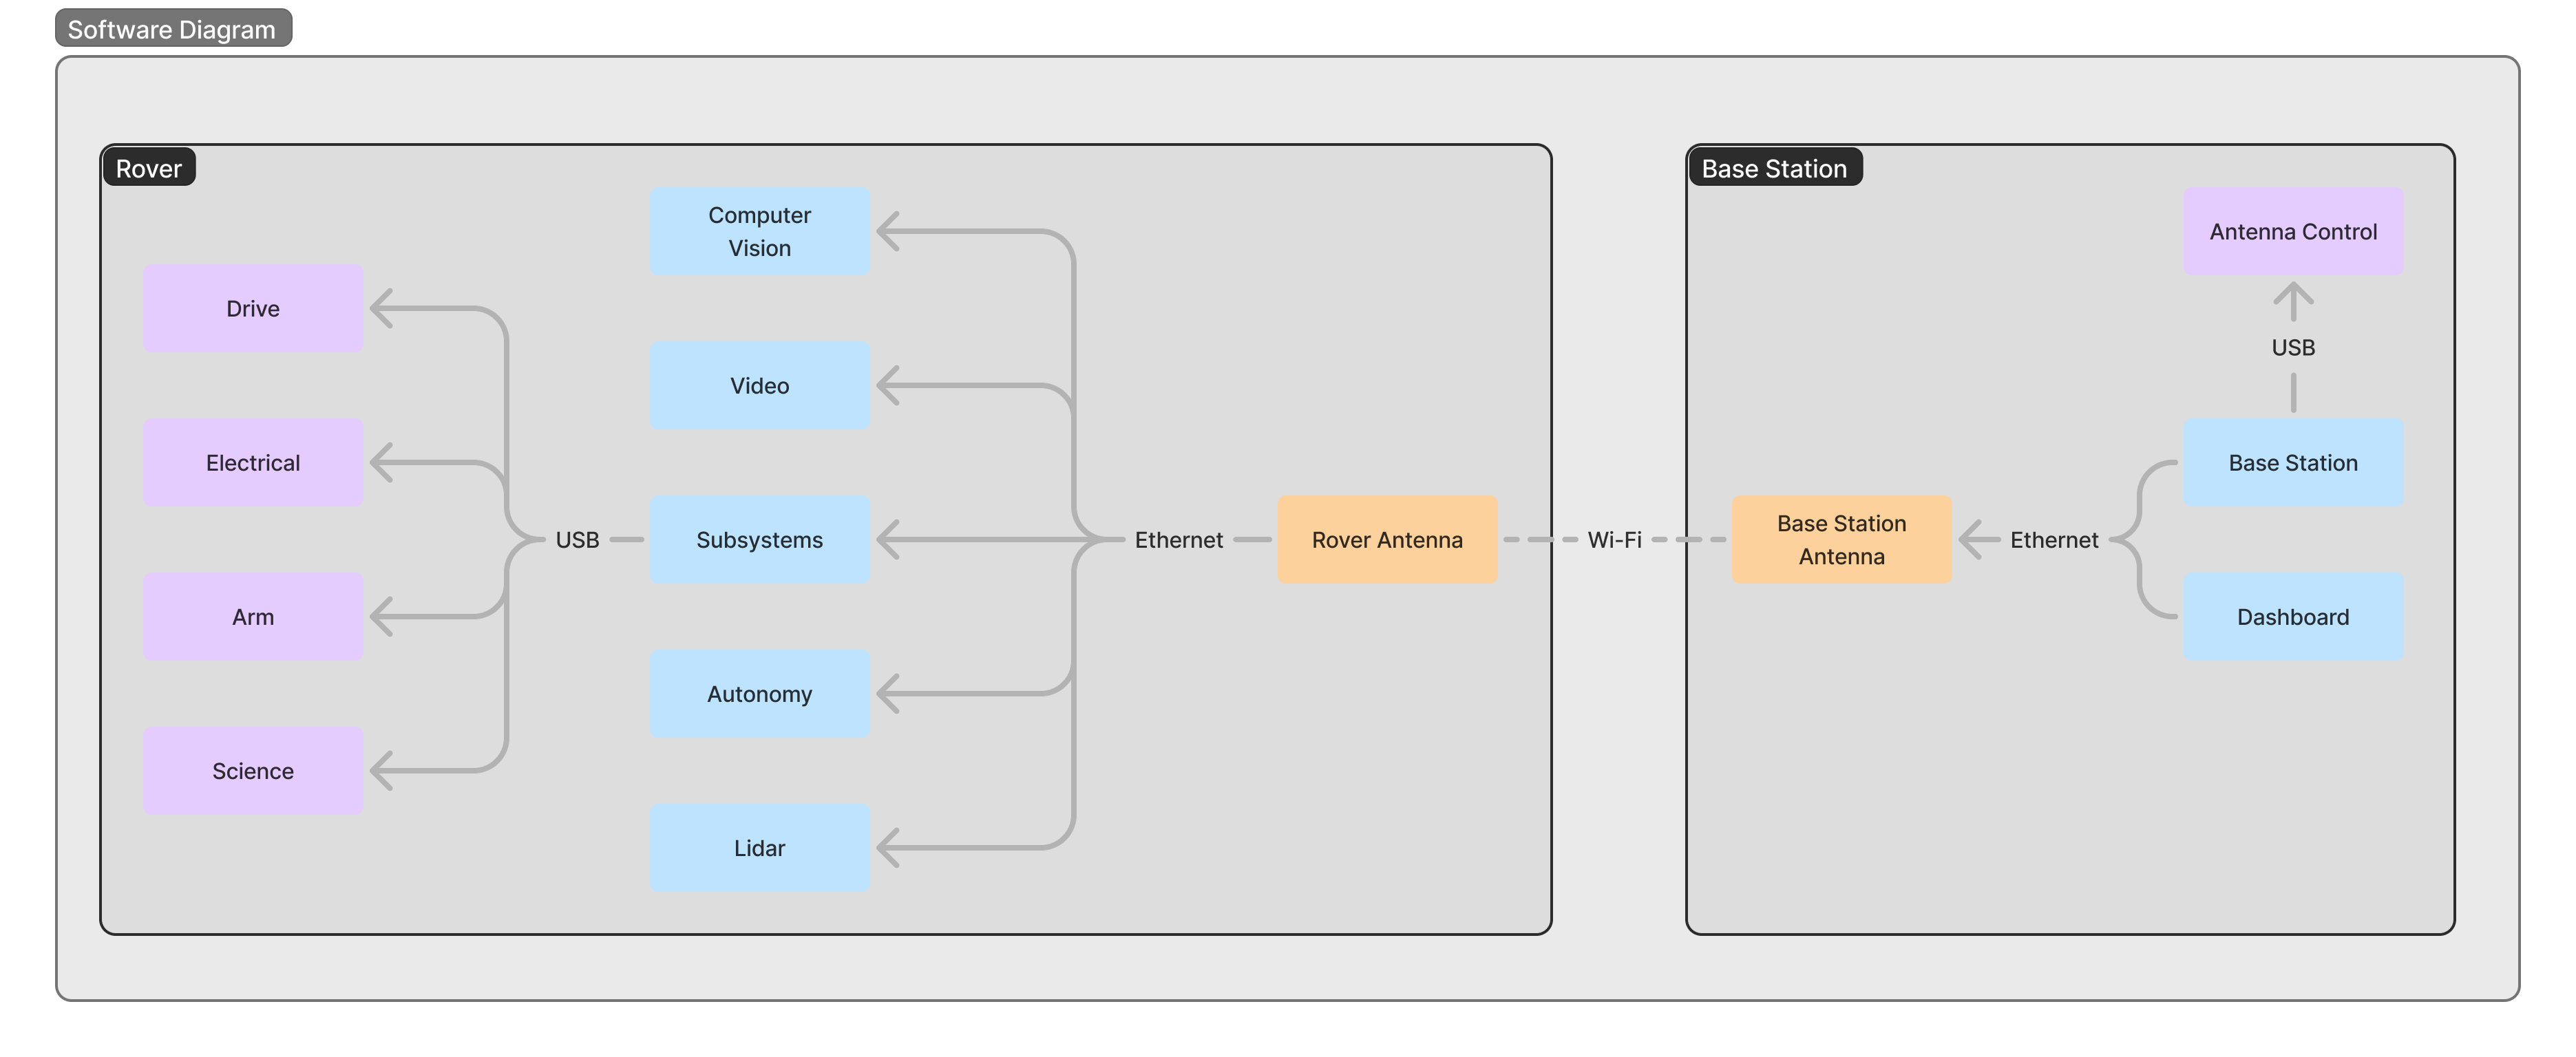 Software Diagram
Rover
Computer
Vision
Drive
Video
Electrical
USB
Subsystems
Ethernet
Rover Antenna
Arm
Autonomy
Science
Lidar
Wi-Fi
Base Station
Antenna Control
USB
Base Station
Base Station
Antenna
Ethernet
Dashboard